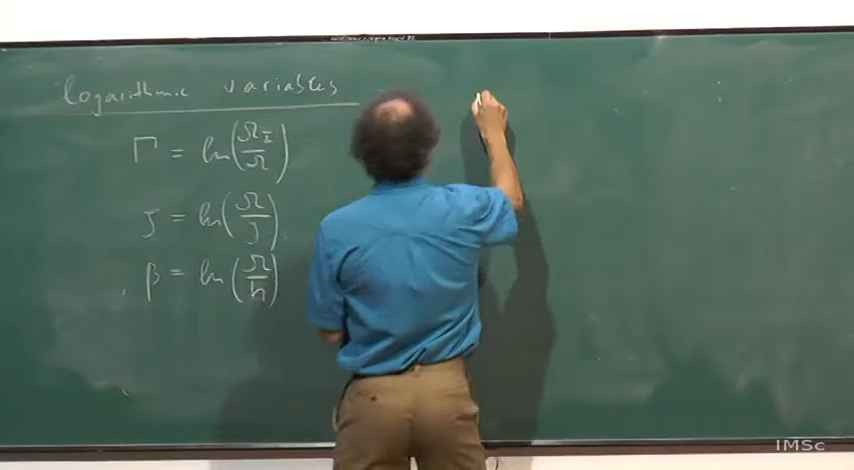 logarithmic variables
Γ = ln(Ω_I/Ω)
ζ = ln(Ω/J)
β = ln(Ω/h)
IMSc